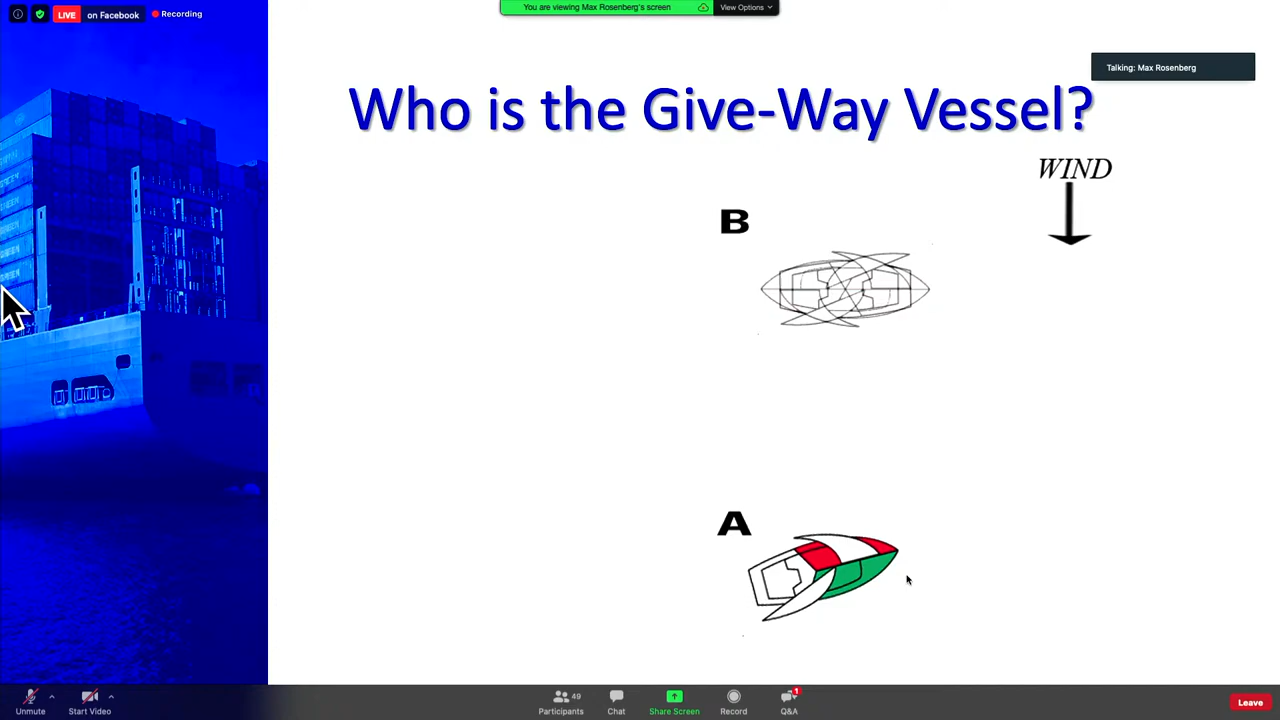 LIVE on Facebook Recording
You are viewing Max Rosenberg's screen View Options
Talking: Max Rosenberg
Who is the Give-Way Vessel?
WIND
B
A
Unmute Start Video Participants 49 Chat Share Screen Record Q&A 1 Leave